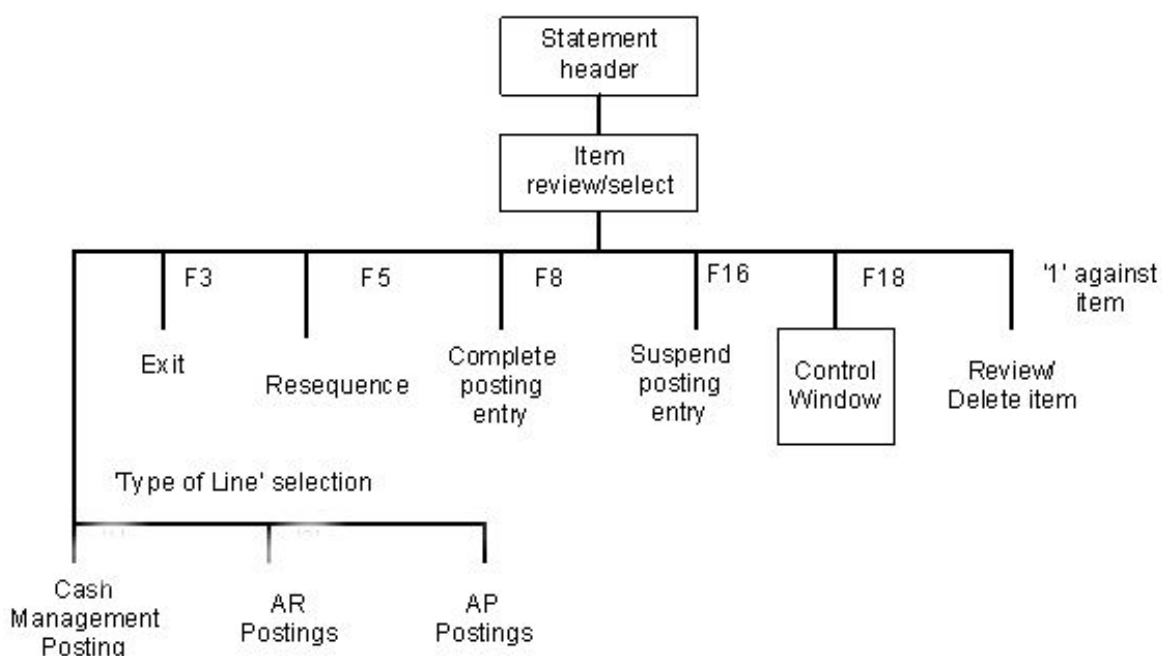 Statement
header
Item
review/select
F3
F5
F8
F16
F18
'1' against
item
Exit
Resequence
Complete
posting
entry
Suspend
posting
entry
Control
Window
Review/
Delete item
'Type of Line' selection
Cash
Management
Posting
AR
Postings
AP
Postings